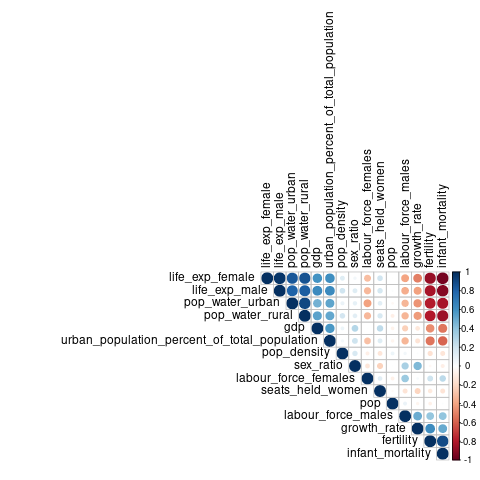 life_exp_female
life_exp_male
pop_water_urban
pop_water_rural
gdp
urban_population_percent_of_total_population
pop_density
sex_ratio
labour_force_females
seats_held_women
pop
labour_force_males
growth_rate
fertility
infant_mortality
life_exp_female
life_exp_male
pop_water_urban
pop_water_rural
gdp
urban_population_percent_of_total_population
pop_density
sex_ratio
labour_force_females
seats_held_women
pop
labour_force_males
growth_rate
fertility
infant_mortality
1
0.8
0.6
0.4
0.2
0
-0.2
-0.4
-0.6
-0.8
-1